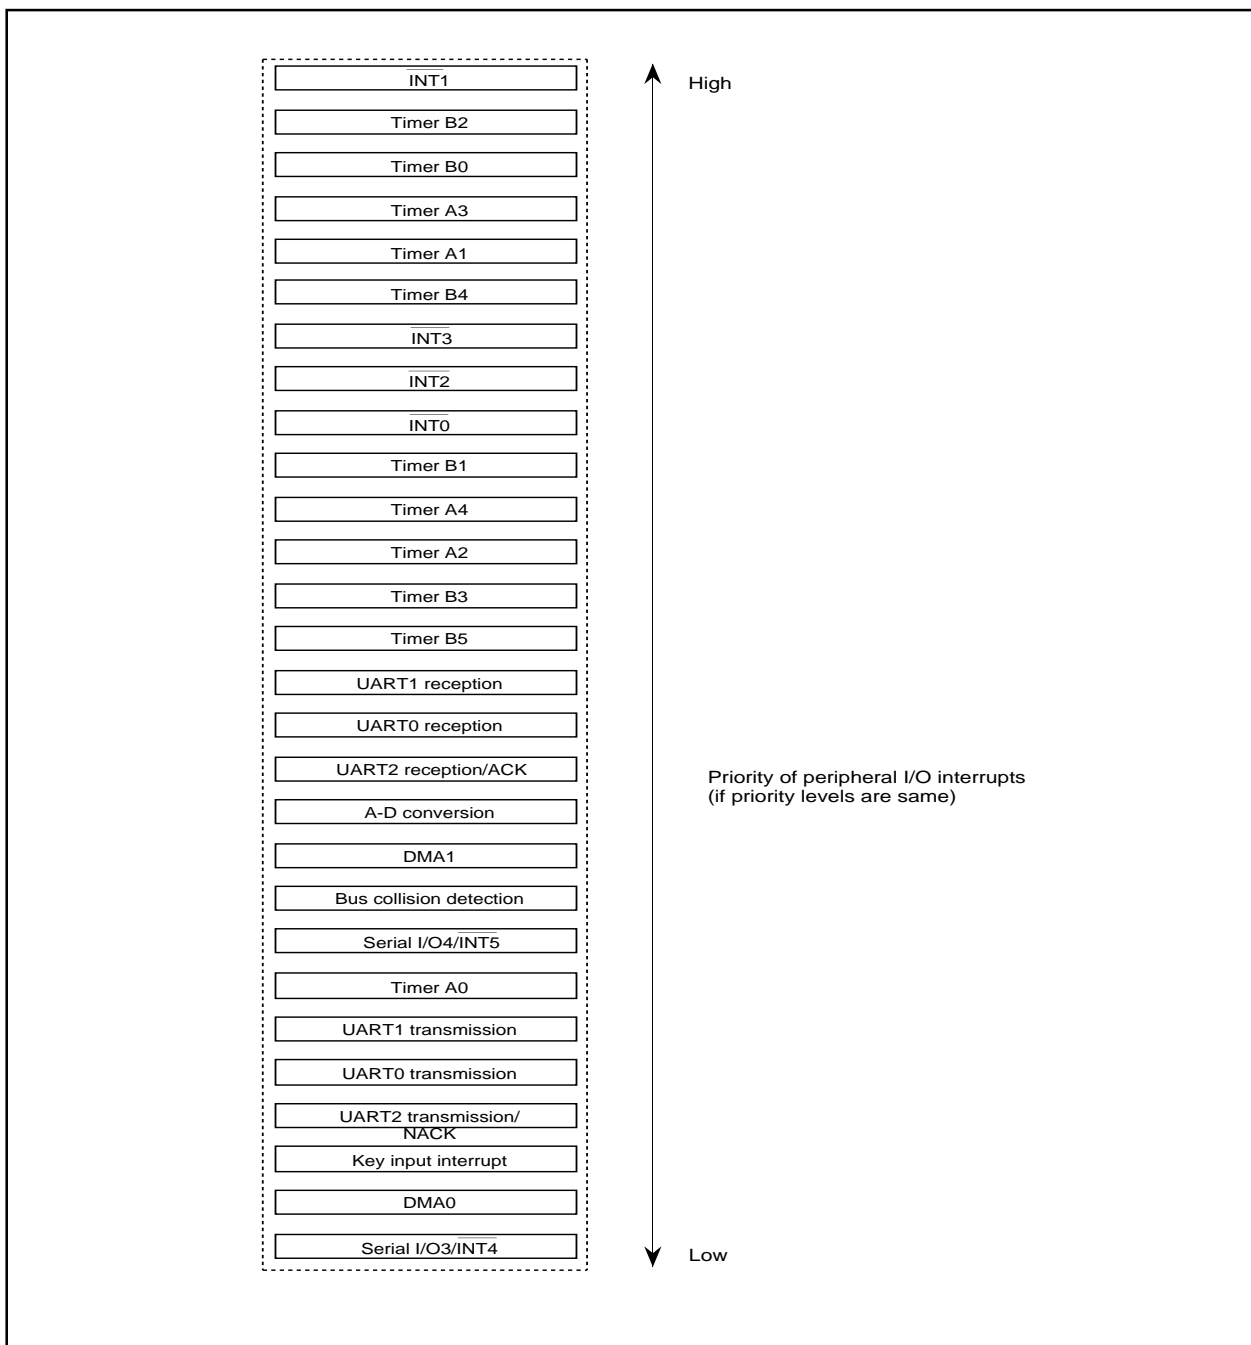 INT1
High
Timer B2
Timer B0
Timer A3
Timer A1
Timer B4
INT3
INT2
INT0
Timer B1
Timer A4
Timer A2
Timer B3
Timer B5
UART1 reception
UART0 reception
UART2 reception/ACK
Priority of peripheral I/O interrupts
(if priority levels are same)
A-D conversion
DMA1
Bus collision detection
Serial I/O4/INT5
Timer A0
UART1 transmission
UART0 transmission
UART2 transmission/
NACK
Key input interrupt
DMA0
Serial I/O3/INT4
Low